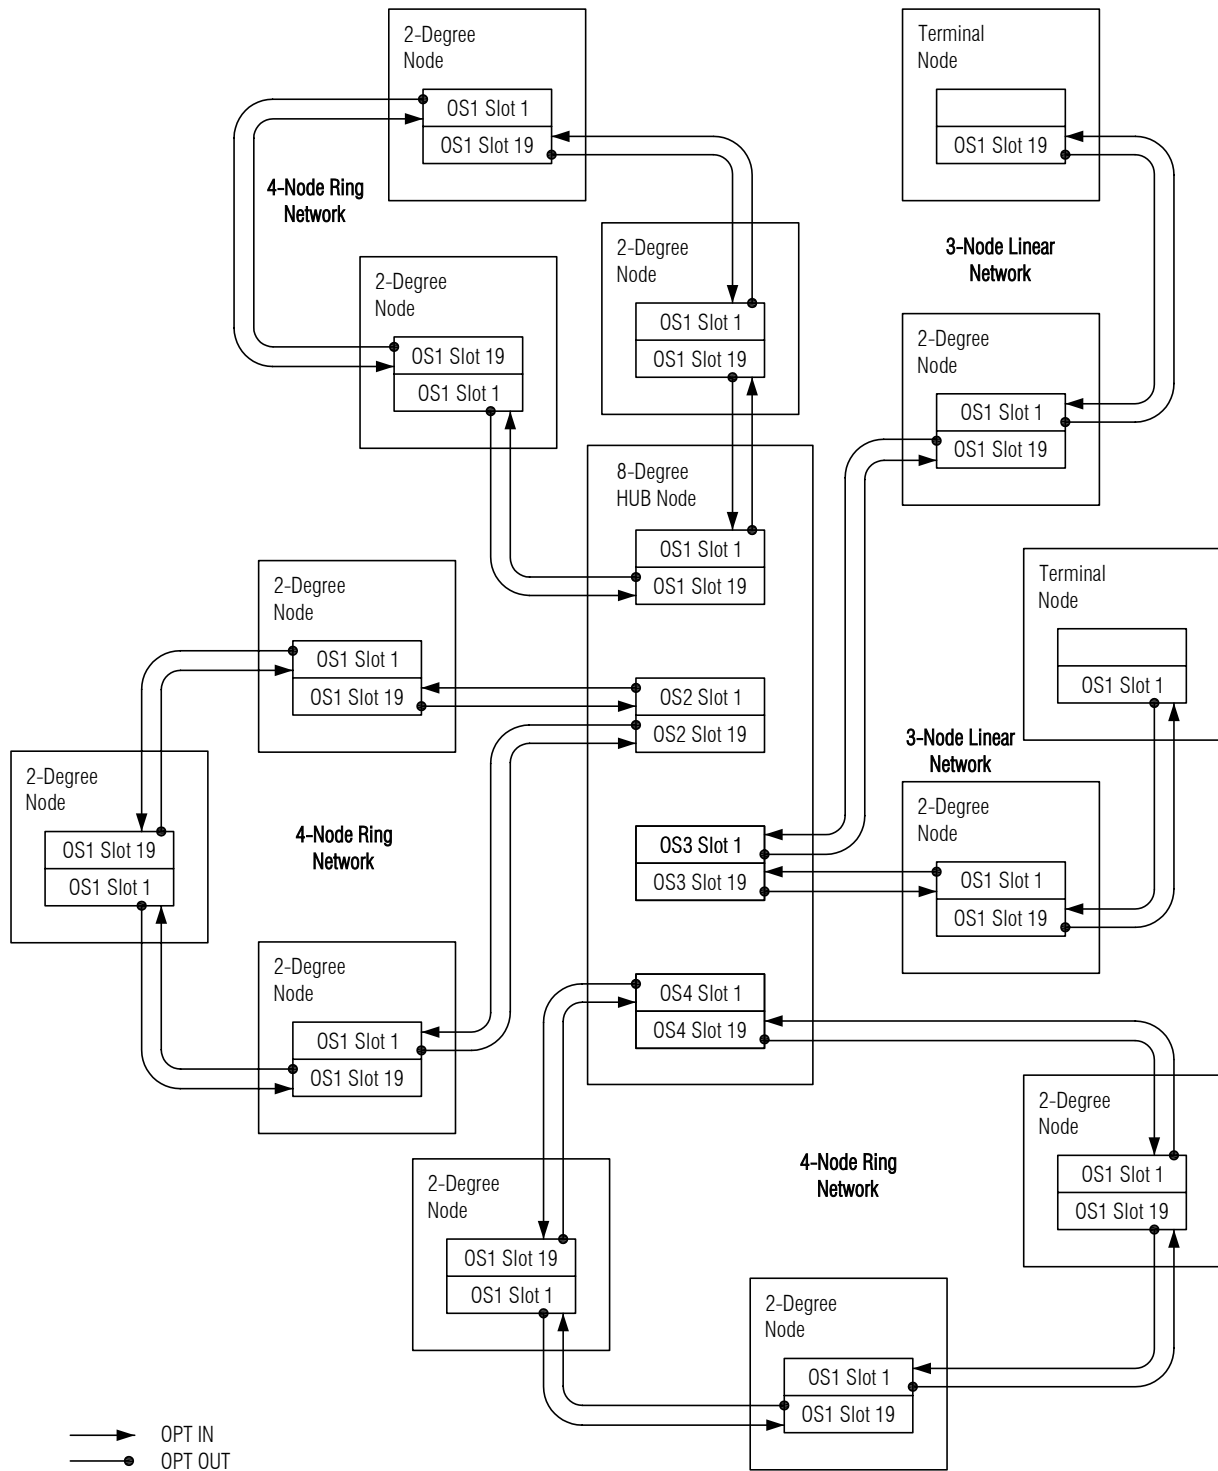 2-Degree
Node
OS1 Slot 1
OS1 Slot 19
Terminal
Node
OS1 Slot 19
4-Node Ring
Network
2-Degree
Node
OS1 Slot 1
OS1 Slot 19
3-Node Linear
Network
2-Degree
Node
OS1 Slot 19
OS1 Slot 1
2-Degree
Node
OS1 Slot 1
OS1 Slot 19
8-Degree
HUB Node
OS1 Slot 1
OS1 Slot 19
OS2 Slot 1
OS2 Slot 19
OS3 Slot 1
OS3 Slot 19
OS4 Slot 1
OS4 Slot 19
Terminal
Node
OS1 Slot 1
2-Degree
Node
OS1 Slot 1
OS1 Slot 19
3-Node Linear
Network
2-Degree
Node
OS1 Slot 19
OS1 Slot 1
4-Node Ring
Network
2-Degree
Node
OS1 Slot 1
OS1 Slot 19
2-Degree
Node
OS1 Slot 1
OS1 Slot 19
2-Degree
Node
OS1 Slot 1
OS1 Slot 19
4-Node Ring
Network
2-Degree
Node
OS1 Slot 19
OS1 Slot 1
2-Degree
Node
OS1 Slot 1
OS1 Slot 19
OPT IN
OPT OUT